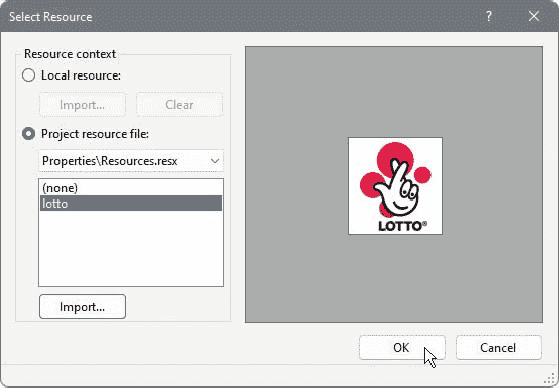 Select Resource
?
Resource context
Local resource:
Import...
Clear
Project resource file:
Properties\Resources.resx
(none)
lotto
Import...
LOTTO®
OK
Cancel